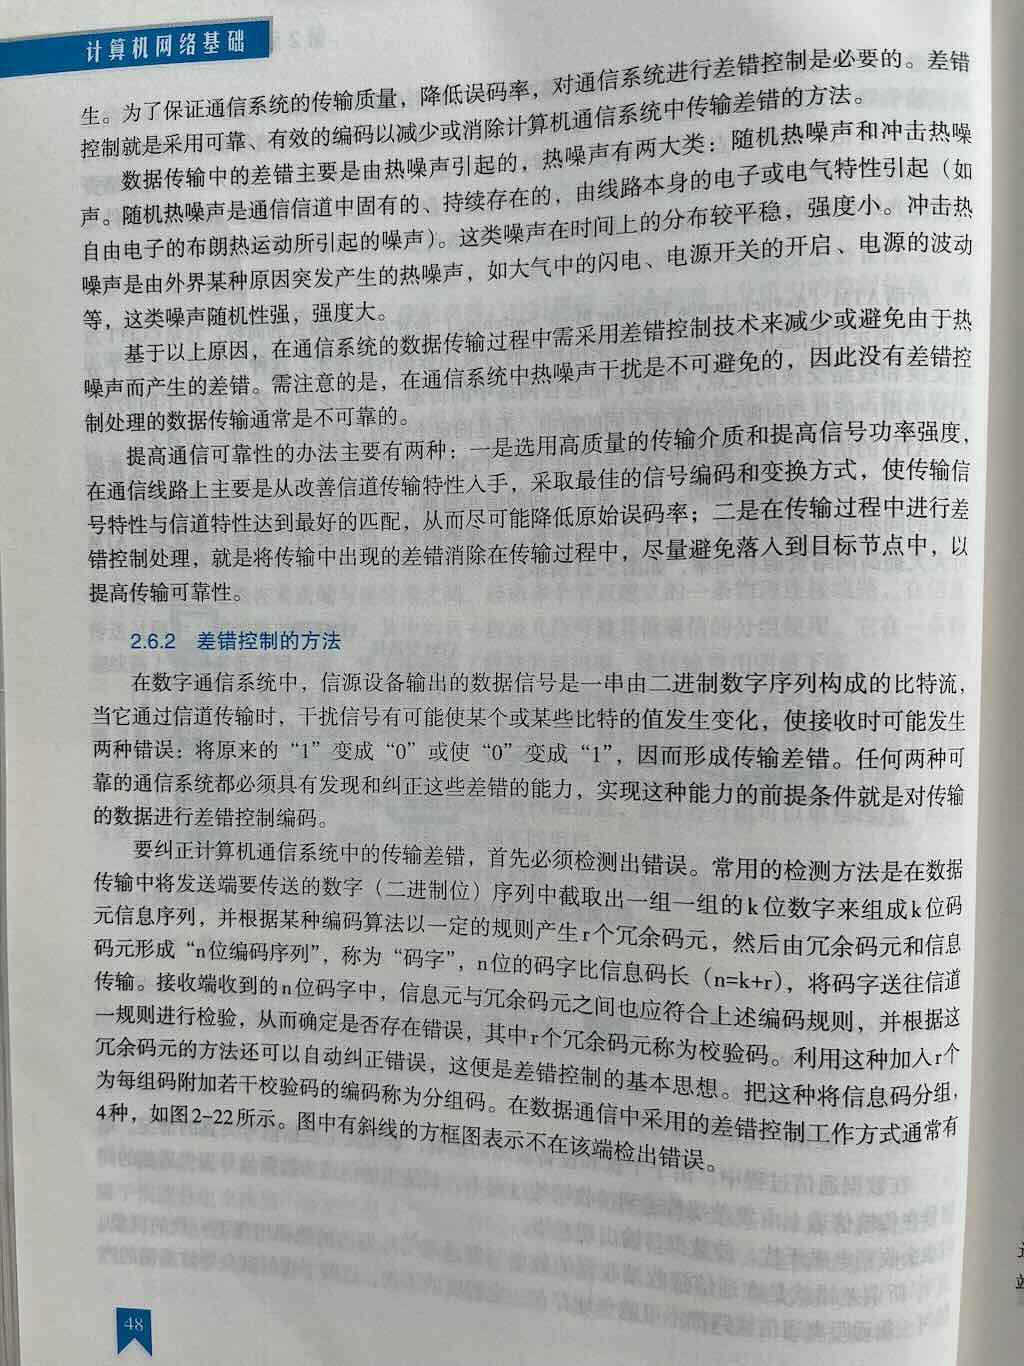 计算机网络基础
生。为了保证通信系统的传输质量，降低误码率，对通信系统进行差错控制是必要的。差错
控制就是采用可靠、有效的编码以减少或消除计算机通信系统中传输差错的方法。
数据传输中的差错主要是由热噪声引起的，热噪声有两大类：随机热噪声和冲击热噪
声。随机热噪声是通信信道中固有的、持续存在的，由线路本身的电子或电气特性引起（如
自由电子的布朗热运动所引起的噪声）。这类噪声在时间上的分布较平稳，强度小。冲击热
噪声是由外界某种原因突发产生的热噪声，如大气中的闪电、电源开关的开启、电源的波动
等，这类噪声随机性强，强度大。
基于以上原因，在通信系统的数据传输过程中需采用差错控制技术来减少或避免由于热
噪声而产生的差错。需注意的是，在通信系统中热噪声干扰是不可避免的，因此没有差错控
制处理的数据传输通常是不可靠的。
提高通信可靠性的办法主要有两种：一是选用高质量的传输介质和提高信号功率强度，
在通信线路上主要是从改善信道传输特性入手，采取最佳的信号编码和变换方式，使传输信
号特性与信道特性达到最好的匹配，从而尽可能降低原始误码率；二是在传输过程中进行差
错控制处理，就是将传输中出现的差错消除在传输过程中，尽量避免落入到目标节点中，以
提高传输可靠性。
2.6.2 差错控制的方法
在数字通信系统中，信源设备输出的数据信号是一串由二进制数字序列构成的比特流，
当它通过信道传输时，干扰信号有可能使某个或某些比特的值发生变化，使接收时可能发生
两种错误：将原来的“1”变成“0”或使“0”变成“1”，因而形成传输差错。任何两种可
靠的通信系统都必须具有发现和纠正这些差错的能力，实现这种能力的前提条件就是对传输
的数据进行差错控制编码。
要纠正计算机通信系统中的传输差错，首先必须检测出错误。常用的检测方法是在数据
传输中将发送端要传送的数字（二进制位）序列中截取出一组一组的k位数字来组成k位码
元信息序列，并根据某种编码算法以一定的规则产生r个冗余码元，然后由冗余码元和信息
码元形成“n位编码序列”，称为“码字”，n位的码字比信息码长（n=k+r），将码字送往信道
传输。接收端收到的n位码字中，信息元与冗余码元之间也应符合上述编码规则，并根据这
一规则进行检验，从而确定是否存在错误，其中r个冗余码元称为校验码。利用这种加入r个
冗余码元的方法还可以自动纠正错误，这便是差错控制的基本思想。把这种将信息码分组，
为每组码附加若干校验码的编码称为分组码。在数据通信中采用的差错控制工作方式通常有
4种，如图2-22所示。图中有斜线的方框图表示不在该端检出错误。
48